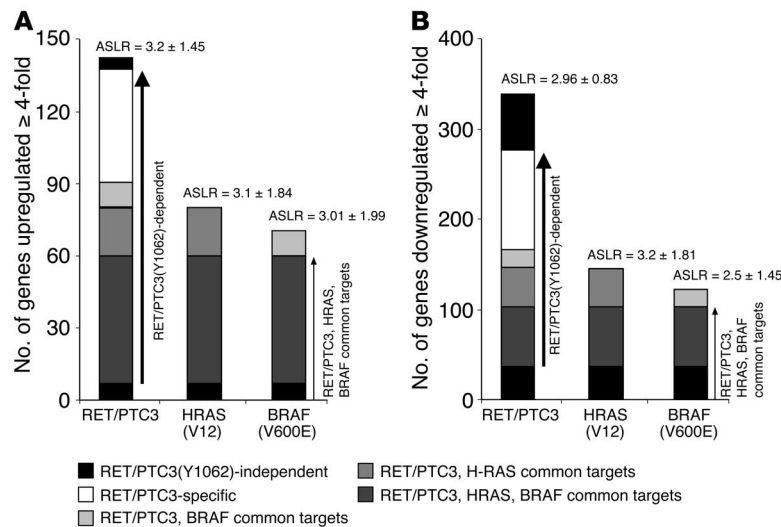 A
No. of genes upregulated ≥ 4-fold
150
120
90
60
30
0
ASLR = 3.2 ± 1.45
ASLR = 3.1 ± 1.84
ASLR = 3.01 ± 1.99
RET/PTC3(Y1062)-dependent
RET/PTC3, HRAS,
BRAF common targets
RET/PTC3
HRAS
(V12)
BRAF
(V600E)
B
No. of genes downregulated ≥ 4-fold
400
300
200
100
0
ASLR = 2.96 ± 0.83
ASLR = 3.2 ± 1.81
ASLR = 2.5 ± 1.45
RET/PTC3(Y1062)-dependent
RET/PTC3,
HRAS, BRAF
common targets
RET/PTC3
HRAS
(V12)
BRAF
(V600E)
RET/PTC3(Y1062)-independent
RET/PTC3-specific
RET/PTC3, BRAF common targets
RET/PTC3, H-RAS common targets
RET/PTC3, HRAS, BRAF common targets